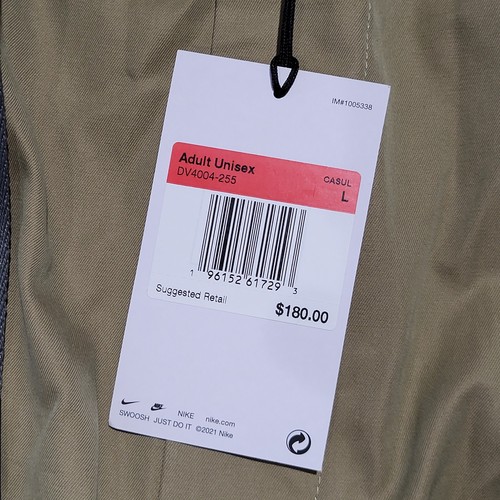 IM#1005338
Adult Unisex
DV4004-255
CASUL
L
1 96152 61729 3
Suggested Retail
$180.00
NIKE nike.com
SWOOSH JUST DO IT ©2021 Nike